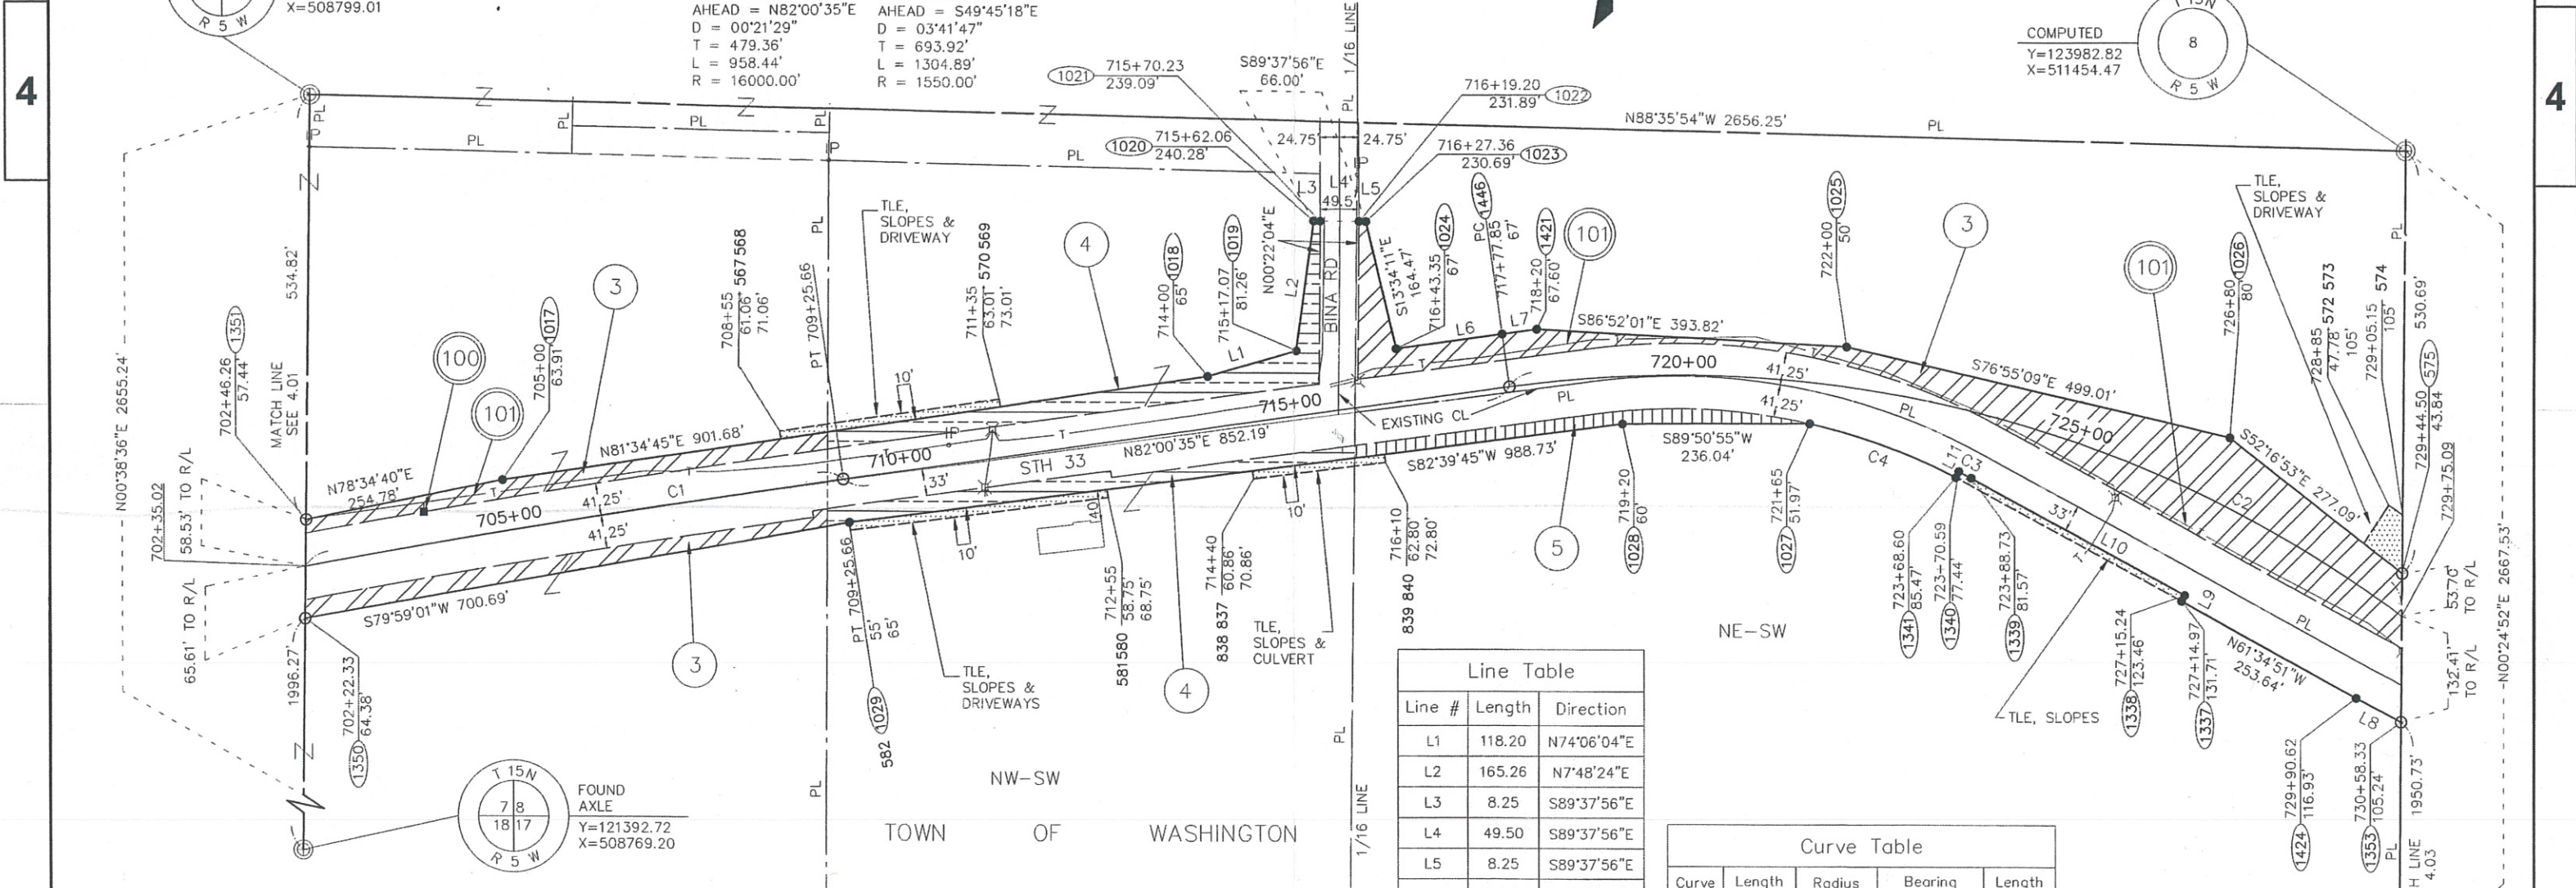 4
4
X=508799.01
R 5 W
AHEAD = N82°00'35"E
D = 00°21'29"
T = 479.36'
L = 958.44'
R = 16000.00'
AHEAD = S49°45'18"E
D = 03°41'47"
T = 693.92'
L = 1304.89'
R = 1550.00'
1/16 LINE
COMPUTED
Y=123982.82
X=511454.47
T 15N
8
R 5 W
1021
715+70.23
239.09'
S89°37'56"E
66.00'
716+19.20
231.89'
1022
1020
715+62.06
240.28'
24.75'
24.75'
716+27.36
230.69'
1023
N88°35'54"W 2656.25'
PL
PL
PL
PL
PL
PL
PL
PL
L3
L4
L5
49.5'
N00°22'04"E
BINA RD
L2
S13°34'11"E
164.47'
TLE,
SLOPES &
DRIVEWAY
TLE,
SLOPES &
DRIVEWAY
N00°38'36"E 2655.24'
534.82'
MATCH LINE
SEE 4.01
1351
702+46.26
57.44'
3
100
101
705+00
63.91
1017
708+55
61.06'
71.06'
567 568
PT 709+25.66
711+35
63.01
73.01'
570 569
4
714+00
65'
1018
715+17.07
81.26'
1019
L1
716+43.35
67'
1024
PC
717+77.85
67'
1446
718+20
67.60'
1421
101
722+00
50'
1025
3
101
726+80
80'
1026
728+85
47.78'
105'
572 573
729+05.15
105'
574
530.69'
729+44.50
43.84
575
729+75.09
L6
L7
S86°52'01"E 393.82'
S76°55'09"E 499.01'
S52°16'53"E 277.09'
N78°34'40"E
254.78'
N81°34'45"E 901.68'
10'
41.25'
41.25'
C1
705+00
710+00
715+00
720+00
725+00
STH 33
N82°00'35"E 852.19'
EXISTING CL
PL
PL
41.25'
41.25'
33'
S82°39'45"W 988.73'
S89°50'55"W
236.04'
C4
L11
C3
C2
33'
L10
L9
PL
702+35.02
58.53' TO R/L
65.61' TO R/L
S79°59'01"W 700.69'
3
1996.27'
702+22.33
64.38'
1350
PT 709+25.66
55'
65'
582
1029
10'
TLE,
SLOPES &
DRIVEWAYS
40'
712+55
58.75'
68.75'
581 580
4
714+40
60.86'
70.86'
838 837
10'
TLE,
SLOPES &
CULVERT
716+10
62.80'
72.80'
839 840
5
719+20
60'
1028
721+65
51.97'
1027
723+68.60
85.47'
1341
723+70.59
77.44'
1340
723+88.73
81.57'
1339
NE-SW
TLE, SLOPES
727+15.24
123.46'
1338
727+14.97
131.71'
1337
N61°34'51"W
253.64'
L8
729+90.62
116.93'
1424
730+58.33
105.24'
1353
53.70'
TO R/L
132.41'
TO R/L
N00°24'52"E 2667.53'
1950.73'
PL
H LINE
4.03
T 15N
7 8
18 17
R 5 W
FOUND
AXLE
Y=121392.72
X=508769.20
NW-SW
TOWN OF WASHINGTON
PL
PL
1/16 LINE
Line Table
Line # Length Direction
L1 118.20 N74°06'04"E
L2 165.26 N7°48'24"E
L3 8.25 S89°37'56"E
L4 49.50 S89°37'56"E
L5 8.25 S89°37'56"E
Curve Table
Curve Length Radius Bearing Length